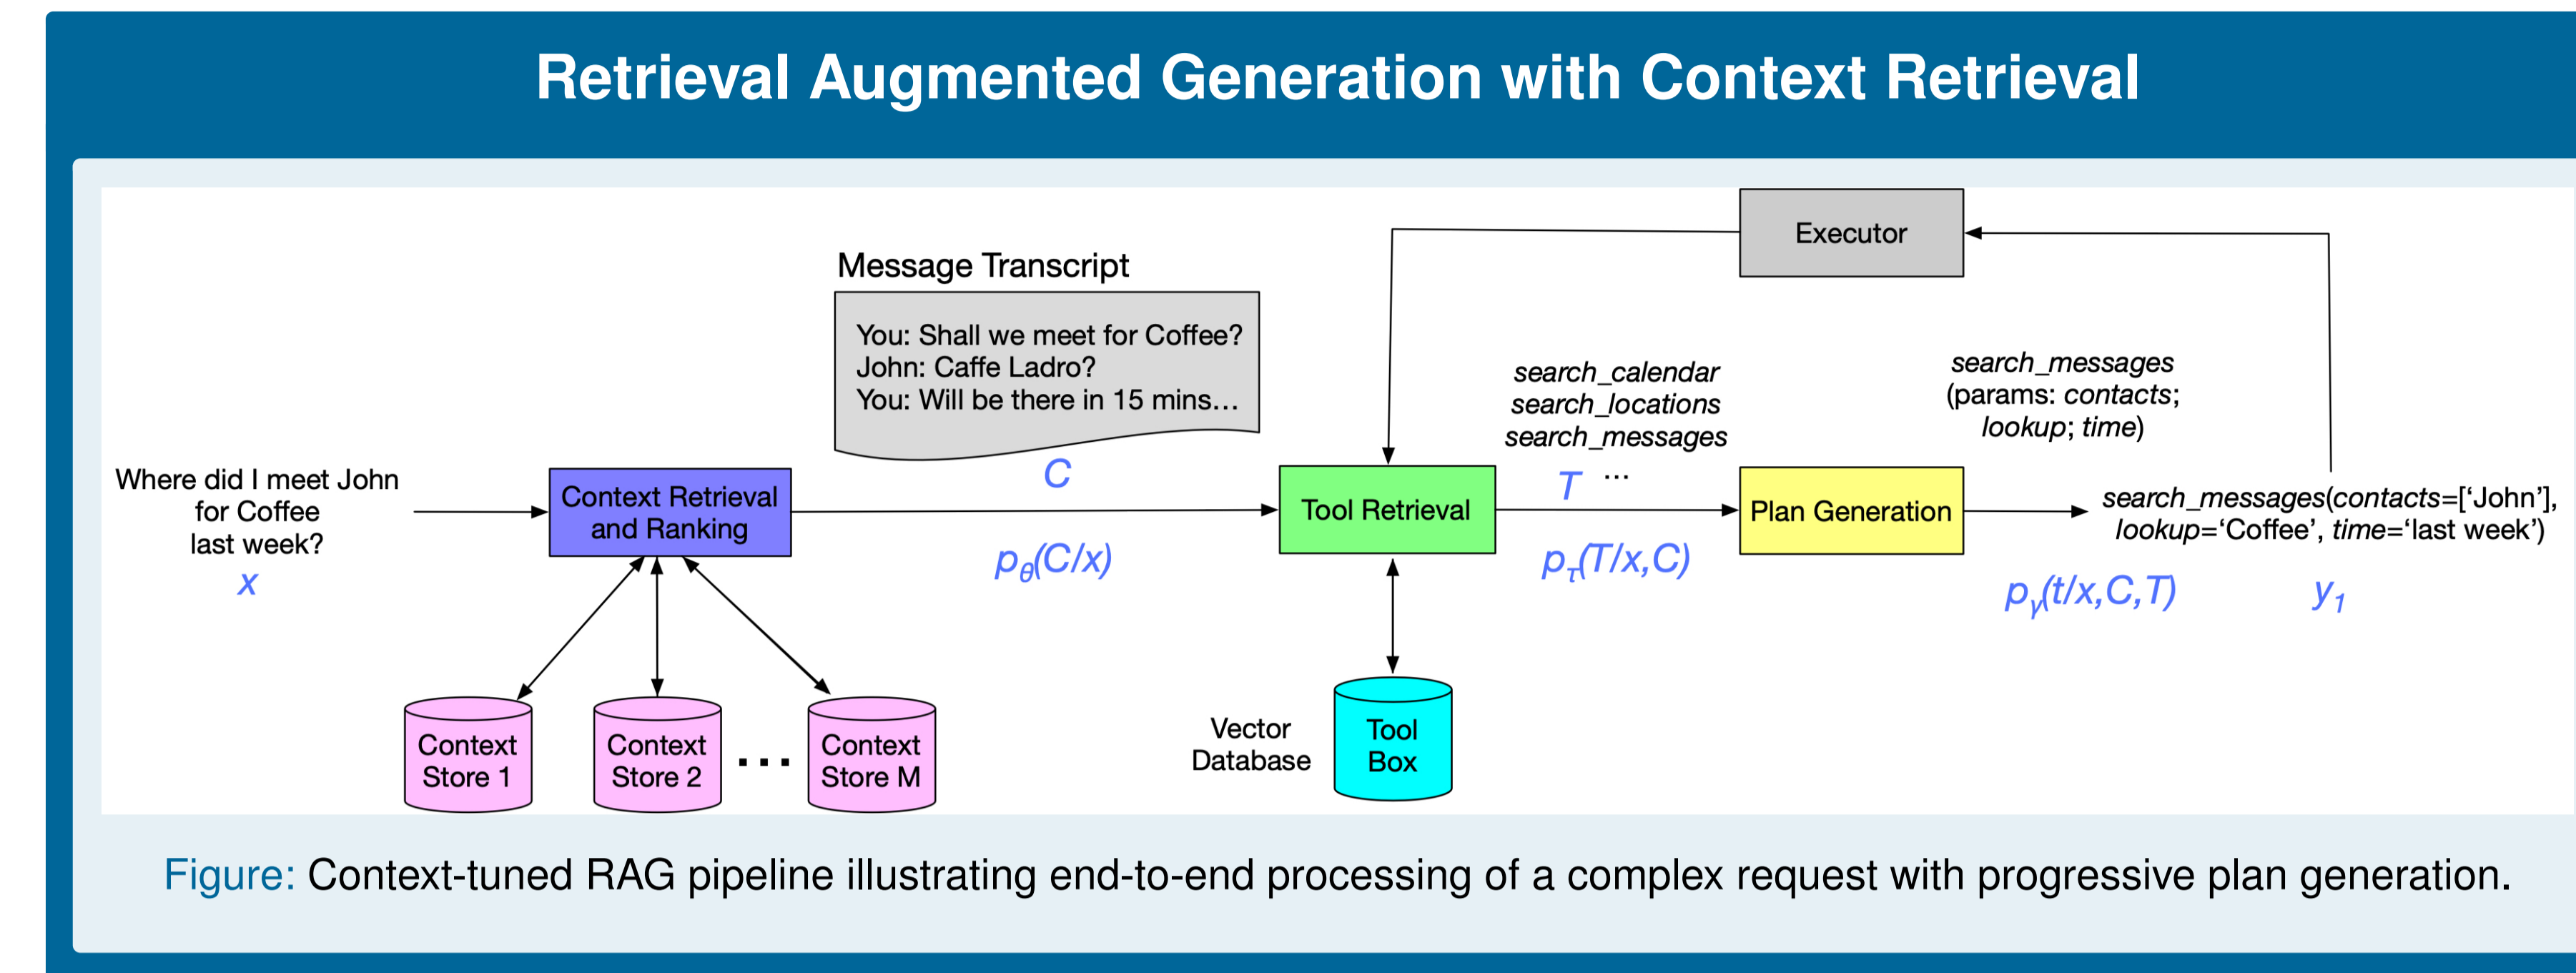 Retrieval Augmented Generation with Context Retrieval
Where did I meet John
for Coffee
last week?
x
Context Retrieval
and Ranking
Context
Store 1
Context
Store 2
...
Context
Store M
Message Transcript
You: Shall we meet for Coffee?
John: Caffe Ladro?
You: Will be there in 15 mins...
C
pθ(C/x)
Tool Retrieval
Vector
Database
Tool
Box
search_calendar
search_locations
search_messages
...
T
pτ(T/x,C)
Plan Generation
Executor
search_messages
(params: contacts;
lookup; time)
pγ(t/x,C,T)
search_messages(contacts=[‘John’],
lookup=‘Coffee’, time=‘last week’)
y1
Figure: Context-tuned RAG pipeline illustrating end-to-end processing of a complex request with progressive plan generation.